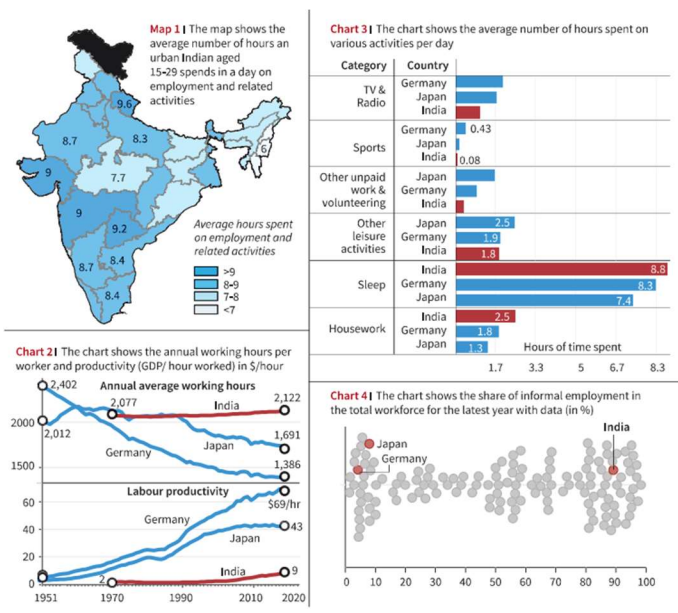 Map 1 I The map shows the
average number of hours an
urban Indian aged
15-29 spends in a day on
employment and related
activities
9.6
8.7
8.3
6
9
7.7
9
9.2
8.7
8.4
8.4
Average hours spent
on employment and
related activities
>9
8-9
7-8
<7
Chart 2 I The chart shows the annual working hours per
worker and productivity (GDP/ hour worked) in $/hour
2,402
Annual average working hours
2,077
India
2,122
2000
2,012
Germany
Japan
1,691
1500
1,386
Labour productivity
60
$69/hr
Germany
40
Japan
43
20
India
2
9
0
1951
1970
1990
2010
2020
Chart 3 I The chart shows the average number of hours spent on
various activities per day
Category Country
TV &
Radio
Germany
Japan
India
Sports
Germany 0.43
Japan
India 0.08
Other unpaid
work &
volunteering
Japan
Germany
India
Other
leisure
activities
Japan 2.5
Germany 1.9
India 1.8
Sleep
India 8.8
Germany 8.3
Japan 7.4
Housework
India 2.5
Germany 1.8
Japan 1.3
Hours of time spent
1.7 3.3 5 6.7 8.3
Chart 4 I The chart shows the share of informal employment in
the total workforce for the latest year with data (in %)
India
Japan
Germany
0 10 20 30 40 50 60 70 80 90 100